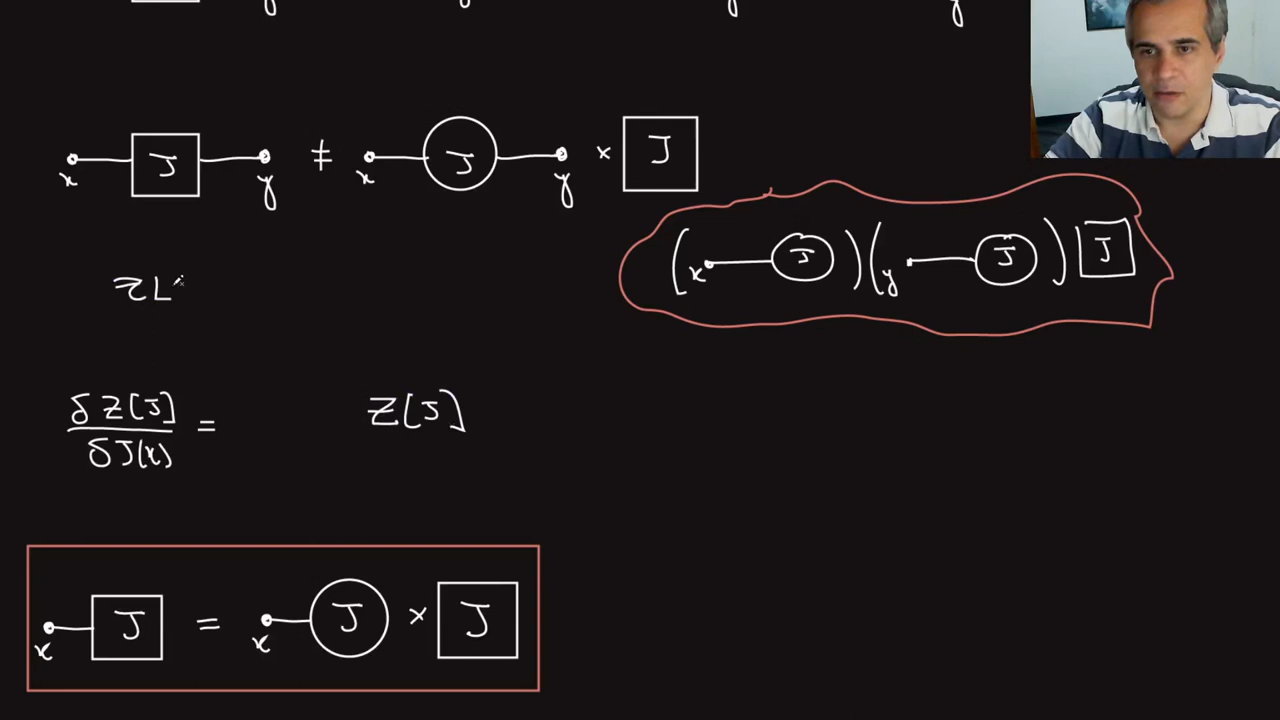 y y y y
J ≠ J × J
x y x y
( x J ) ( y J ) J
Z[
δZ[J] / δJ(x) = Z[J]
J = J × J
x x